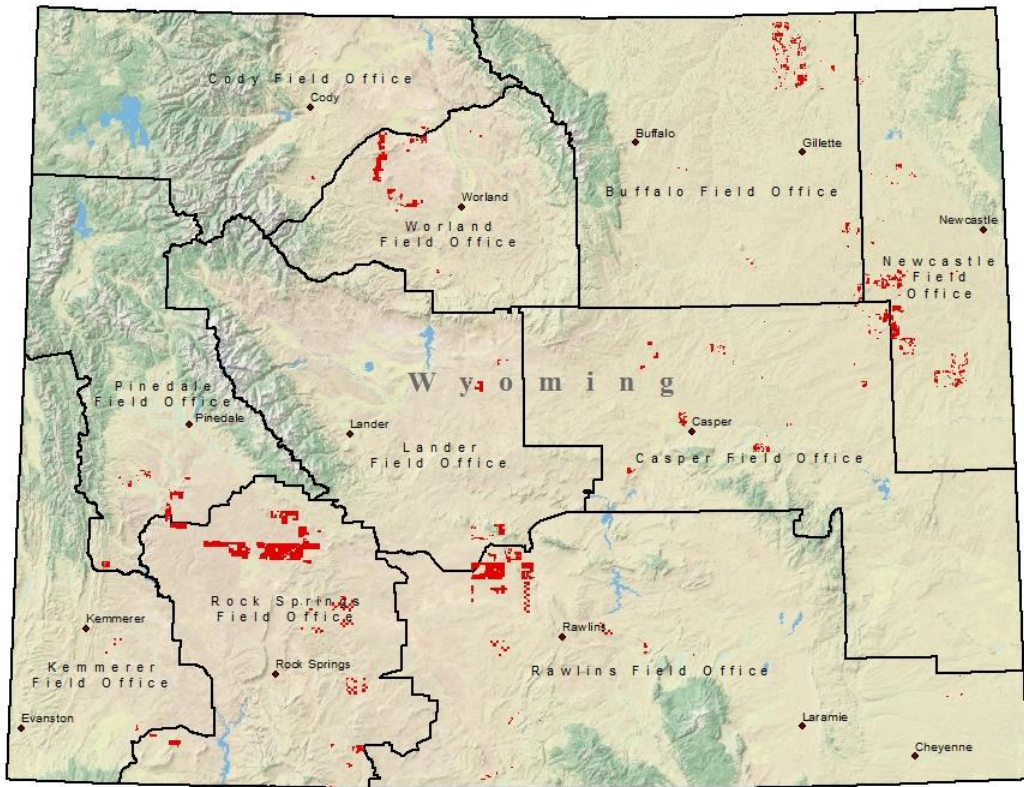 Cody Field Office
Cody
Buffalo
Gillette
Buffalo Field Office
Worland
Worland
Field Office
Newcastle
Newcastle
Field
Office
Wyoming
Pinedale
Field Office
Pinedale
Lander
Lander
Field Office
Casper
Casper Field Office
Rock Springs
Field Office
Kemmerer
Rawlins
Rock Springs
Kemmerer
Field Office
Rawlins Field Office
Evanston
Laramie
Cheyenne